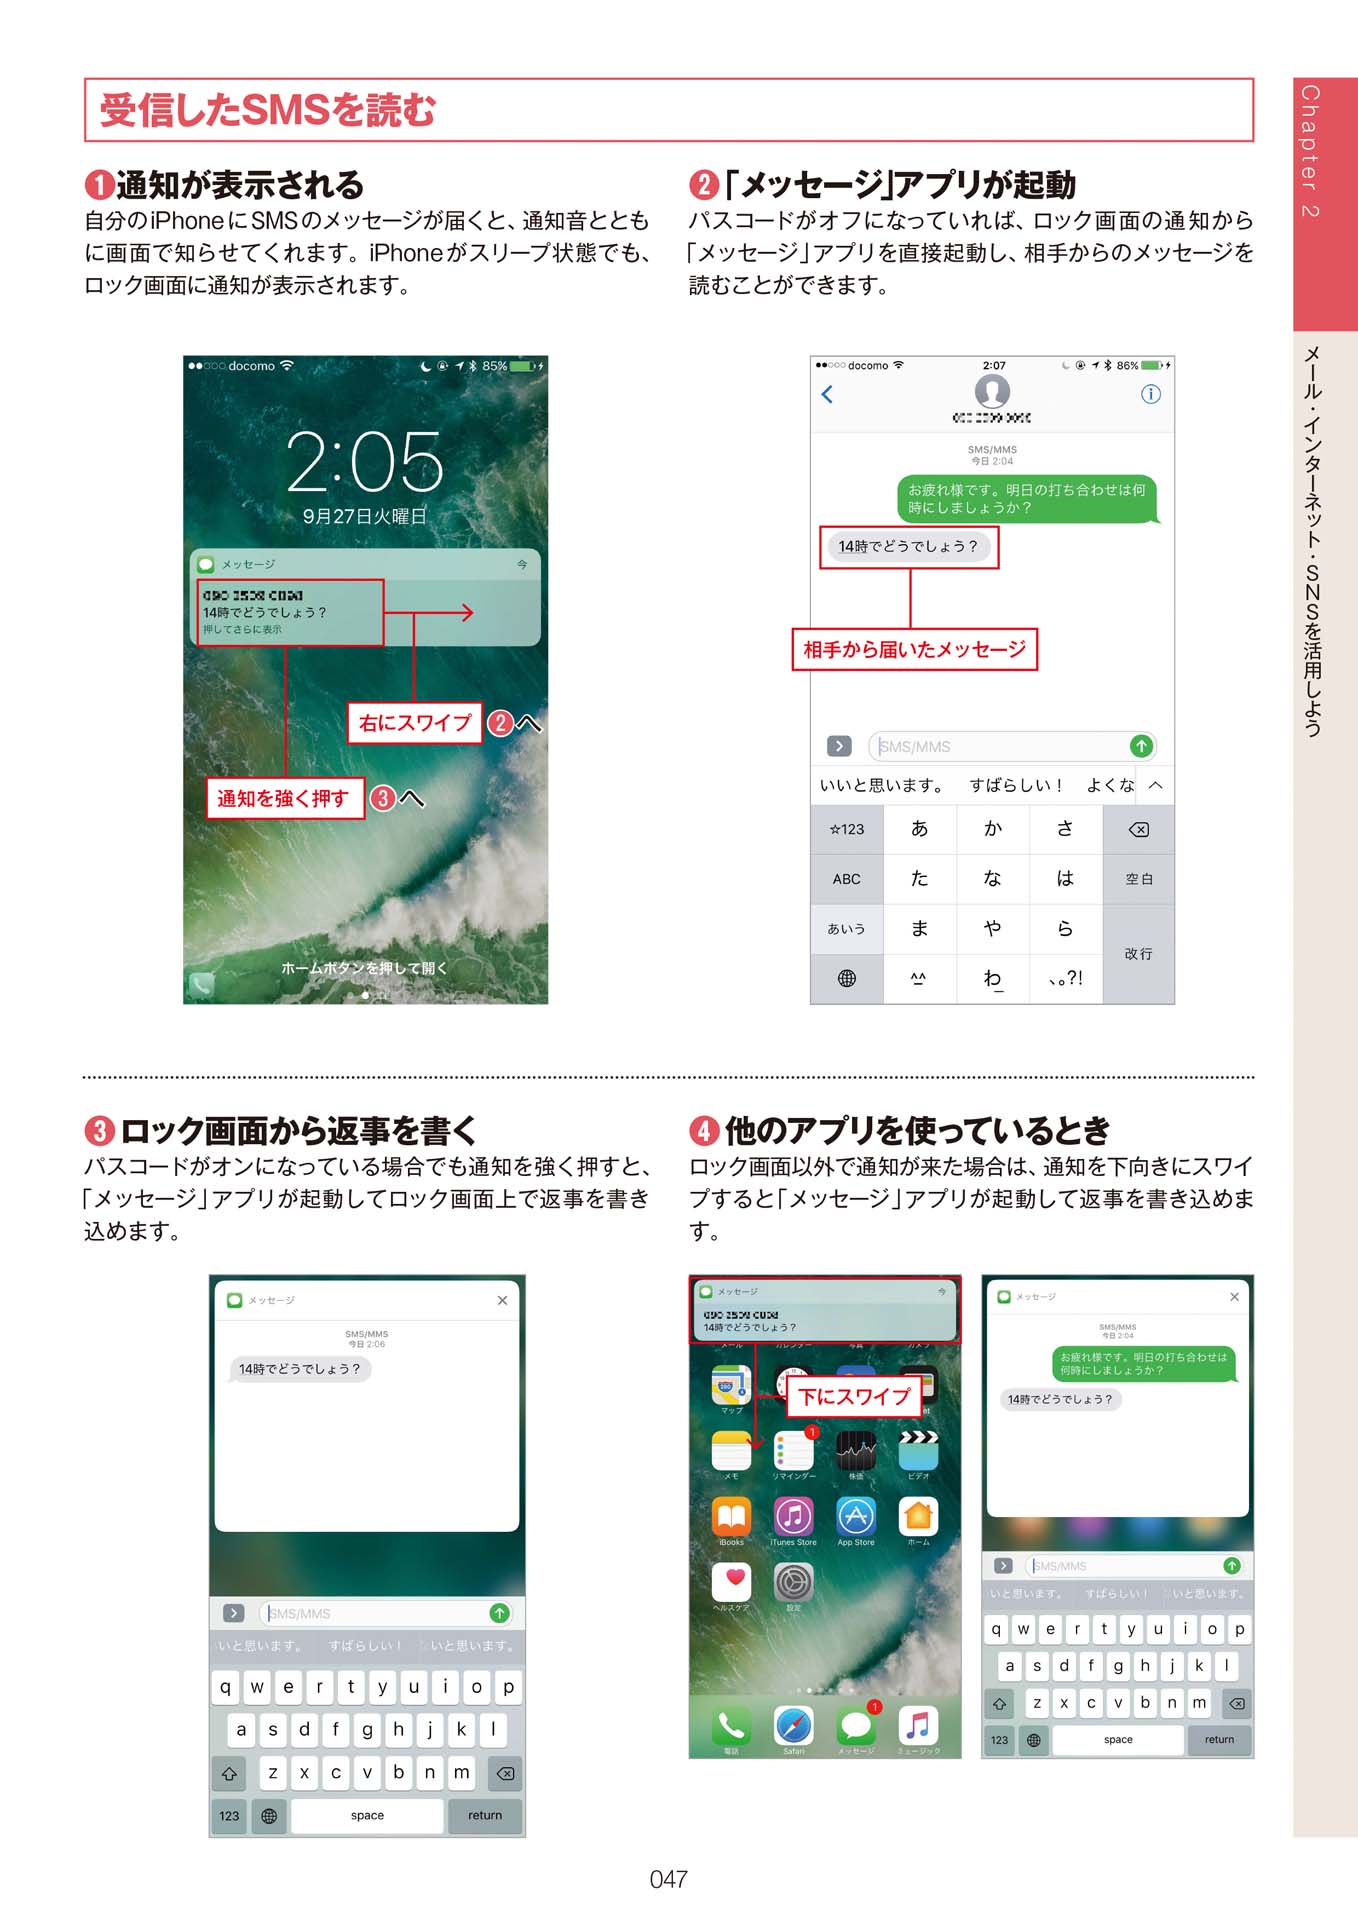 受信したSMSを読む
Chapter 2
メール・インターネット・SNSを活用しよう
❶通知が表示される
自分のiPhoneにSMSのメッセージが届くと、通知音ととも
に画面で知らせてくれます。iPhoneがスリープ状態でも、
ロック画面に通知が表示されます。
docomo 85%
2:05
9月27日火曜日
メッセージ 今
14時でどうでしょう？
押してさらに表示
右にスワイプ ❷へ
通知を強く押す ❸へ
ホームボタンを押して開く
❷「メッセージ」アプリが起動
パスコードがオフになっていれば、ロック画面の通知から
「メッセージ」アプリを直接起動し、相手からのメッセージを
読むことができます。
docomo 2:07 86%
SMS/MMS
今日 2:04
お疲れ様です。明日の打ち合わせは何
時にしましょうか？
14時でどうでしょう？
相手から届いたメッセージ
SMS/MMS
いいと思います。 すばらしい！ よくな
☆123 あ か さ
ABC た な は 空白
あいう ま や ら
改行
^^ わ 、。?!
❸ロック画面から返事を書く
パスコードがオンになっている場合でも通知を強く押すと、
「メッセージ」アプリが起動してロック画面上で返事を書き
込めます。
メッセージ ×
SMS/MMS
今日 2:06
14時でどうでしょう？
SMS/MMS
いと思います。 すばらしい！ いと思います。
q w e r t y u i o p
a s d f g h j k l
z x c v b n m
123 space return
❹他のアプリを使っているとき
ロック画面以外で通知が来た場合は、通知を下向きにスワイ
プすると「メッセージ」アプリが起動して返事を書き込めま
す。
メッセージ 今
14時でどうでしょう？
メール カレンダー 写真 カメラ
下にスワイプ
マップ et
1
メモ リマインダー 株価 ビデオ
iBooks iTunes Store App Store ホーム
ヘルスケア 設定
1
電話 Safari メッセージ ミュージック
メッセージ ×
SMS/MMS
今日 2:04
お疲れ様です。明日の打ち合わせは
何時にしましょうか？
14時でどうでしょう？
SMS/MMS
いと思います。 すばらしい！ いと思います。
q w e r t y u i o p
a s d f g h j k l
z x c v b n m
123 space return
047